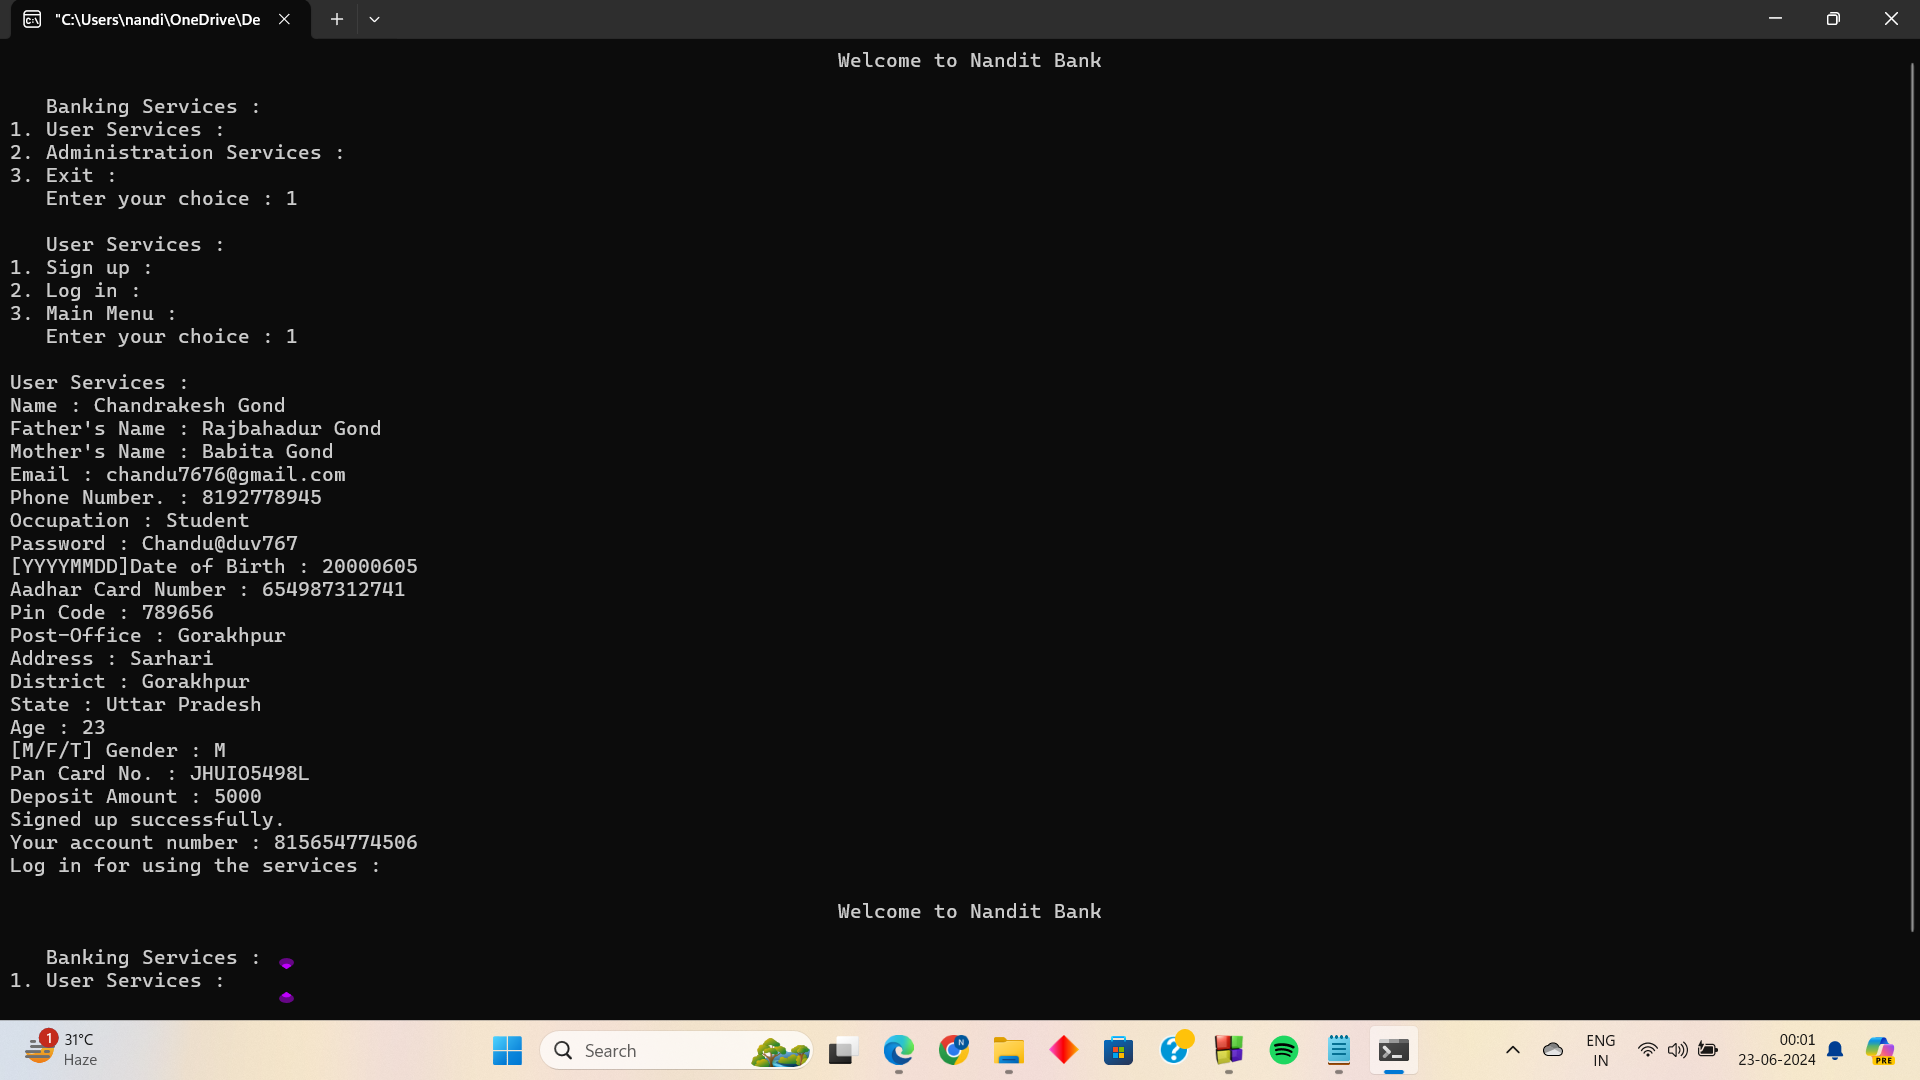 "C:\Users\nandi\OneDrive\De
Welcome to Nandit Bank
Banking Services :
1. User Services :
2. Administration Services :
3. Exit :
Enter your choice : 1
User Services :
1. Sign up :
2. Log in :
3. Main Menu :
Enter your choice : 1
User Services :
Name : Chandrakesh Gond
Father's Name : Rajbahadur Gond
Mother's Name : Babita Gond
Email : chandu7676@gmail.com
Phone Number. : 8192778945
Occupation : Student
Password : Chandu@duv767
[YYYYMMDD]Date of Birth : 20000605
Aadhar Card Number : 654987312741
Pin Code : 789656
Post-Office : Gorakhpur
Address : Sarhari
District : Gorakhpur
State : Uttar Pradesh
Age : 23
[M/F/T] Gender : M
Pan Card No. : JHUIO5498L
Deposit Amount : 5000
Signed up successfully.
Your account number : 815654774506
Log in for using the services :
Welcome to Nandit Bank
Banking Services :
1. User Services :
1
31°C
Haze
Search
N
ENG
IN
00:01
23-06-2024
PRE